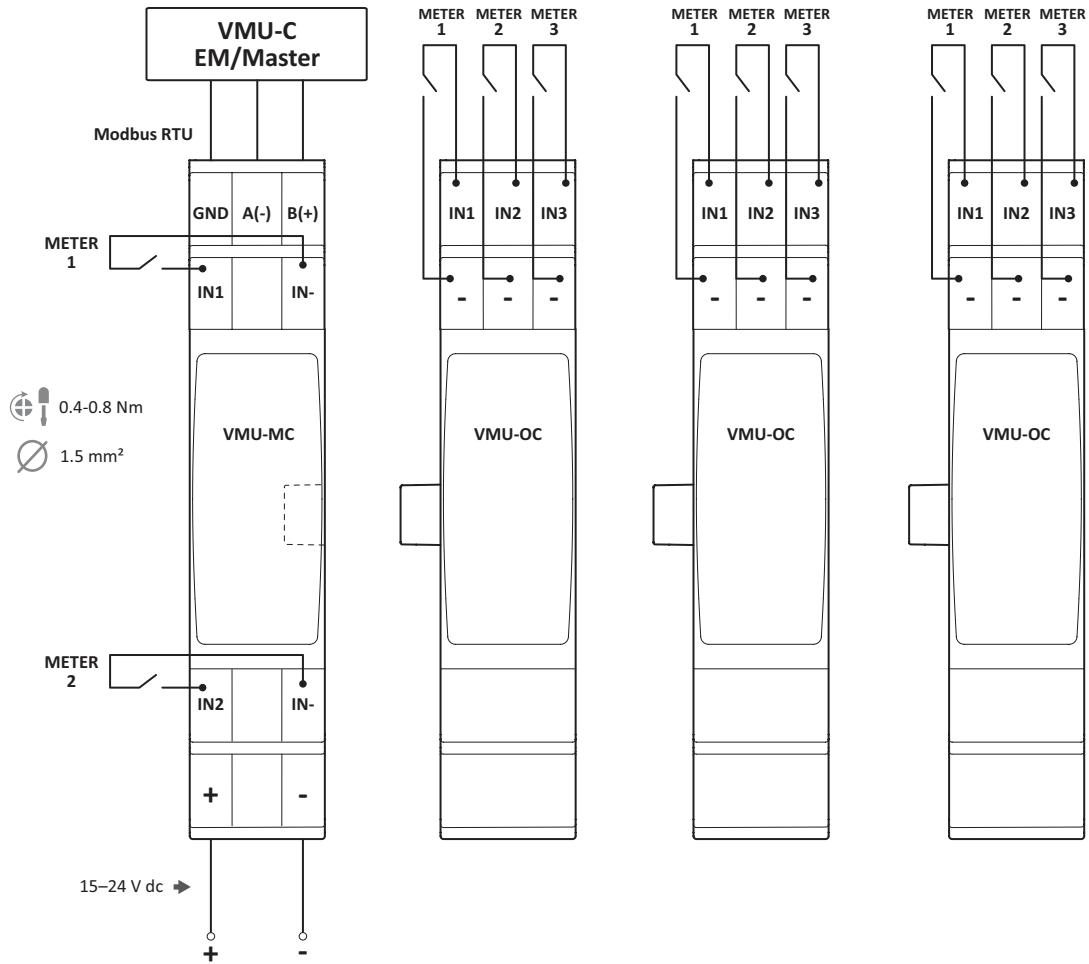 VMU-C
EM/Master
Modbus RTU
GND A(-) B(+)
METER
1
IN1 IN-
0.4-0.8 Nm
1.5 mm²
VMU-MC
METER
2
IN2 IN-
+ -
15–24 V dc
+ -
METER METER METER
1 2 3
IN1 IN2 IN3
- - -
VMU-OC
METER METER METER
1 2 3
IN1 IN2 IN3
- - -
VMU-OC
METER METER METER
1 2 3
IN1 IN2 IN3
- - -
VMU-OC